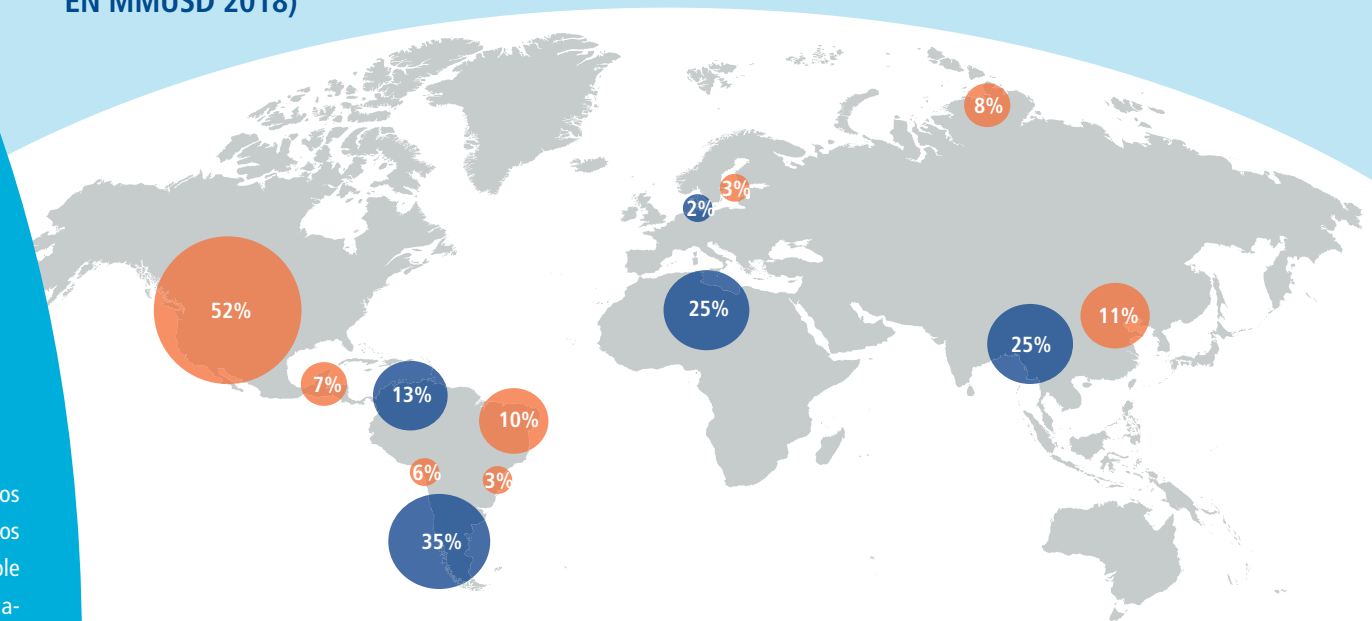 EN MMUSD 2018)
8%
3%
2%
52%
25%
11%
25%
7%
13%
10%
6%
3%
35%
os
os
ble
a-